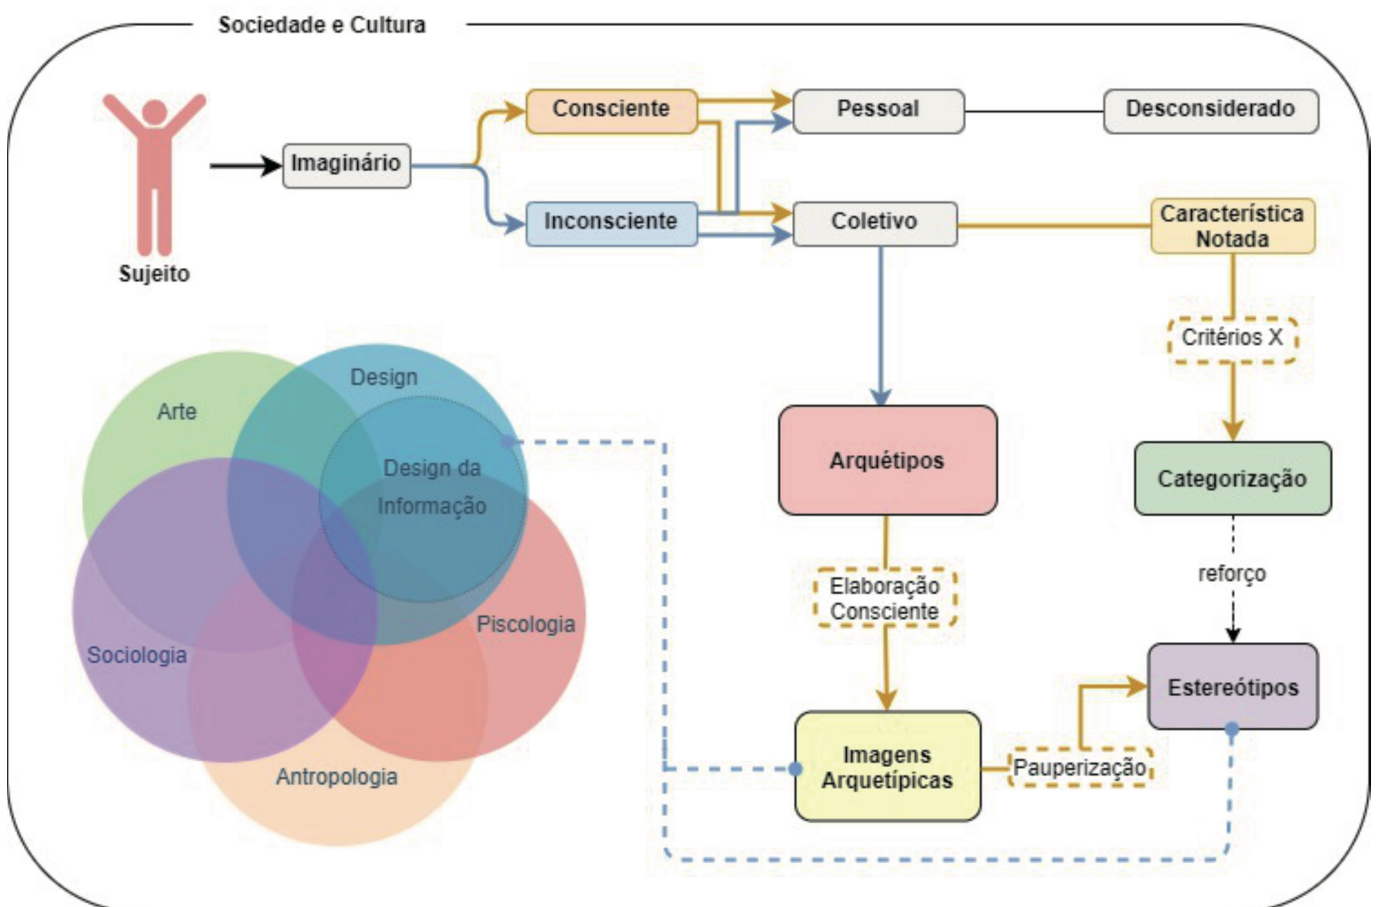 Sociedade e Cultura
Consciente
Pessoal
Desconsiderado
Imaginário
Inconsciente
Coletivo
Característica
Notada
Sujeito
Critérios X
Design
Arte
Design da
Informação
Arquétipos
Categorização
Elaboração
Consciente
reforço
Piscologia
Sociologia
Estereótipos
Antropologia
Imagens
Arquetípicas
Pauperização